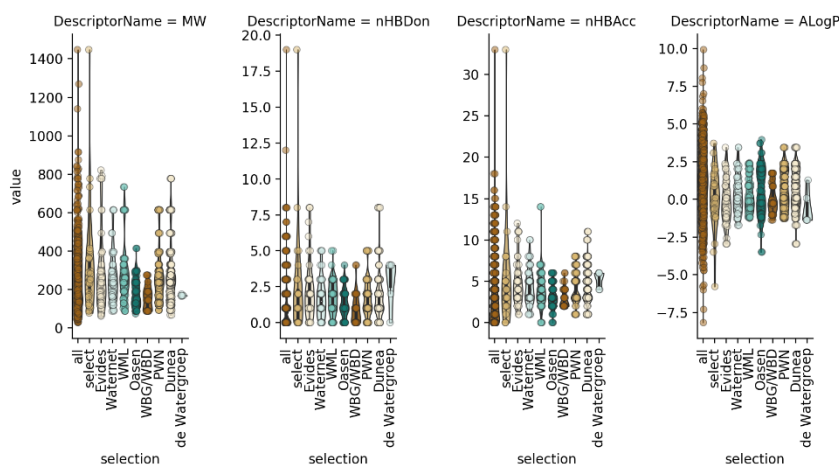 DescriptorName = MW
DescriptorName = nHBDon
DescriptorName = nHBAcc
DescriptorName = ALogP
value
1400
1200
1000
800
600
400
200
0
20.0
17.5
15.0
12.5
10.0
7.5
5.0
2.5
0.0
30
25
20
15
10
5
0
10.0
7.5
5.0
2.5
0.0
−2.5
−5.0
−7.5
all
select
Evides
Waternet
WML
Oasen
WBG/WBD
PWN
Dunea
de Watergroep
all
select
Evides
Waternet
WML
Oasen
WBG/WBD
PWN
Dunea
de Watergroep
all
select
Evides
Waternet
WML
Oasen
WBG/WBD
PWN
Dunea
de Watergroep
all
select
Evides
Waternet
WML
Oasen
WBG/WBD
PWN
Dunea
de Watergroep
selection
selection
selection
selection